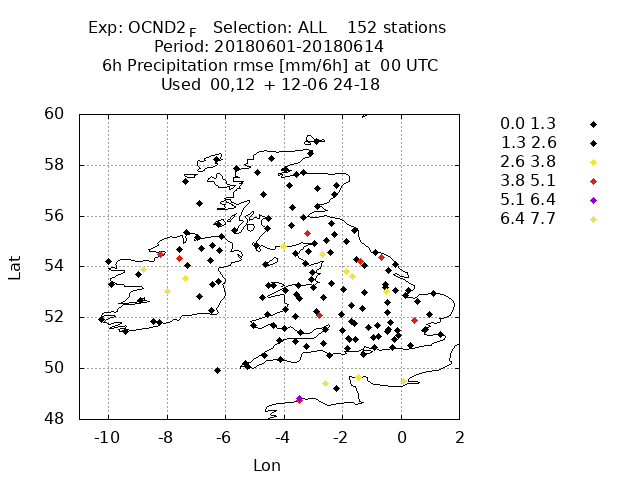 Exp: OCND2 F Selection: ALL 152 stations
Period: 20180601-20180614
6h Precipitation rmse [mm/6h] at 00 UTC
Used 00,12 + 12-06 24-18
60
58
56
54
52
50
48
Lat
-10 -8 -6 -4 -2 0 2
Lon
0.0 1.3
1.3 2.6
2.6 3.8
3.8 5.1
5.1 6.4
6.4 7.7